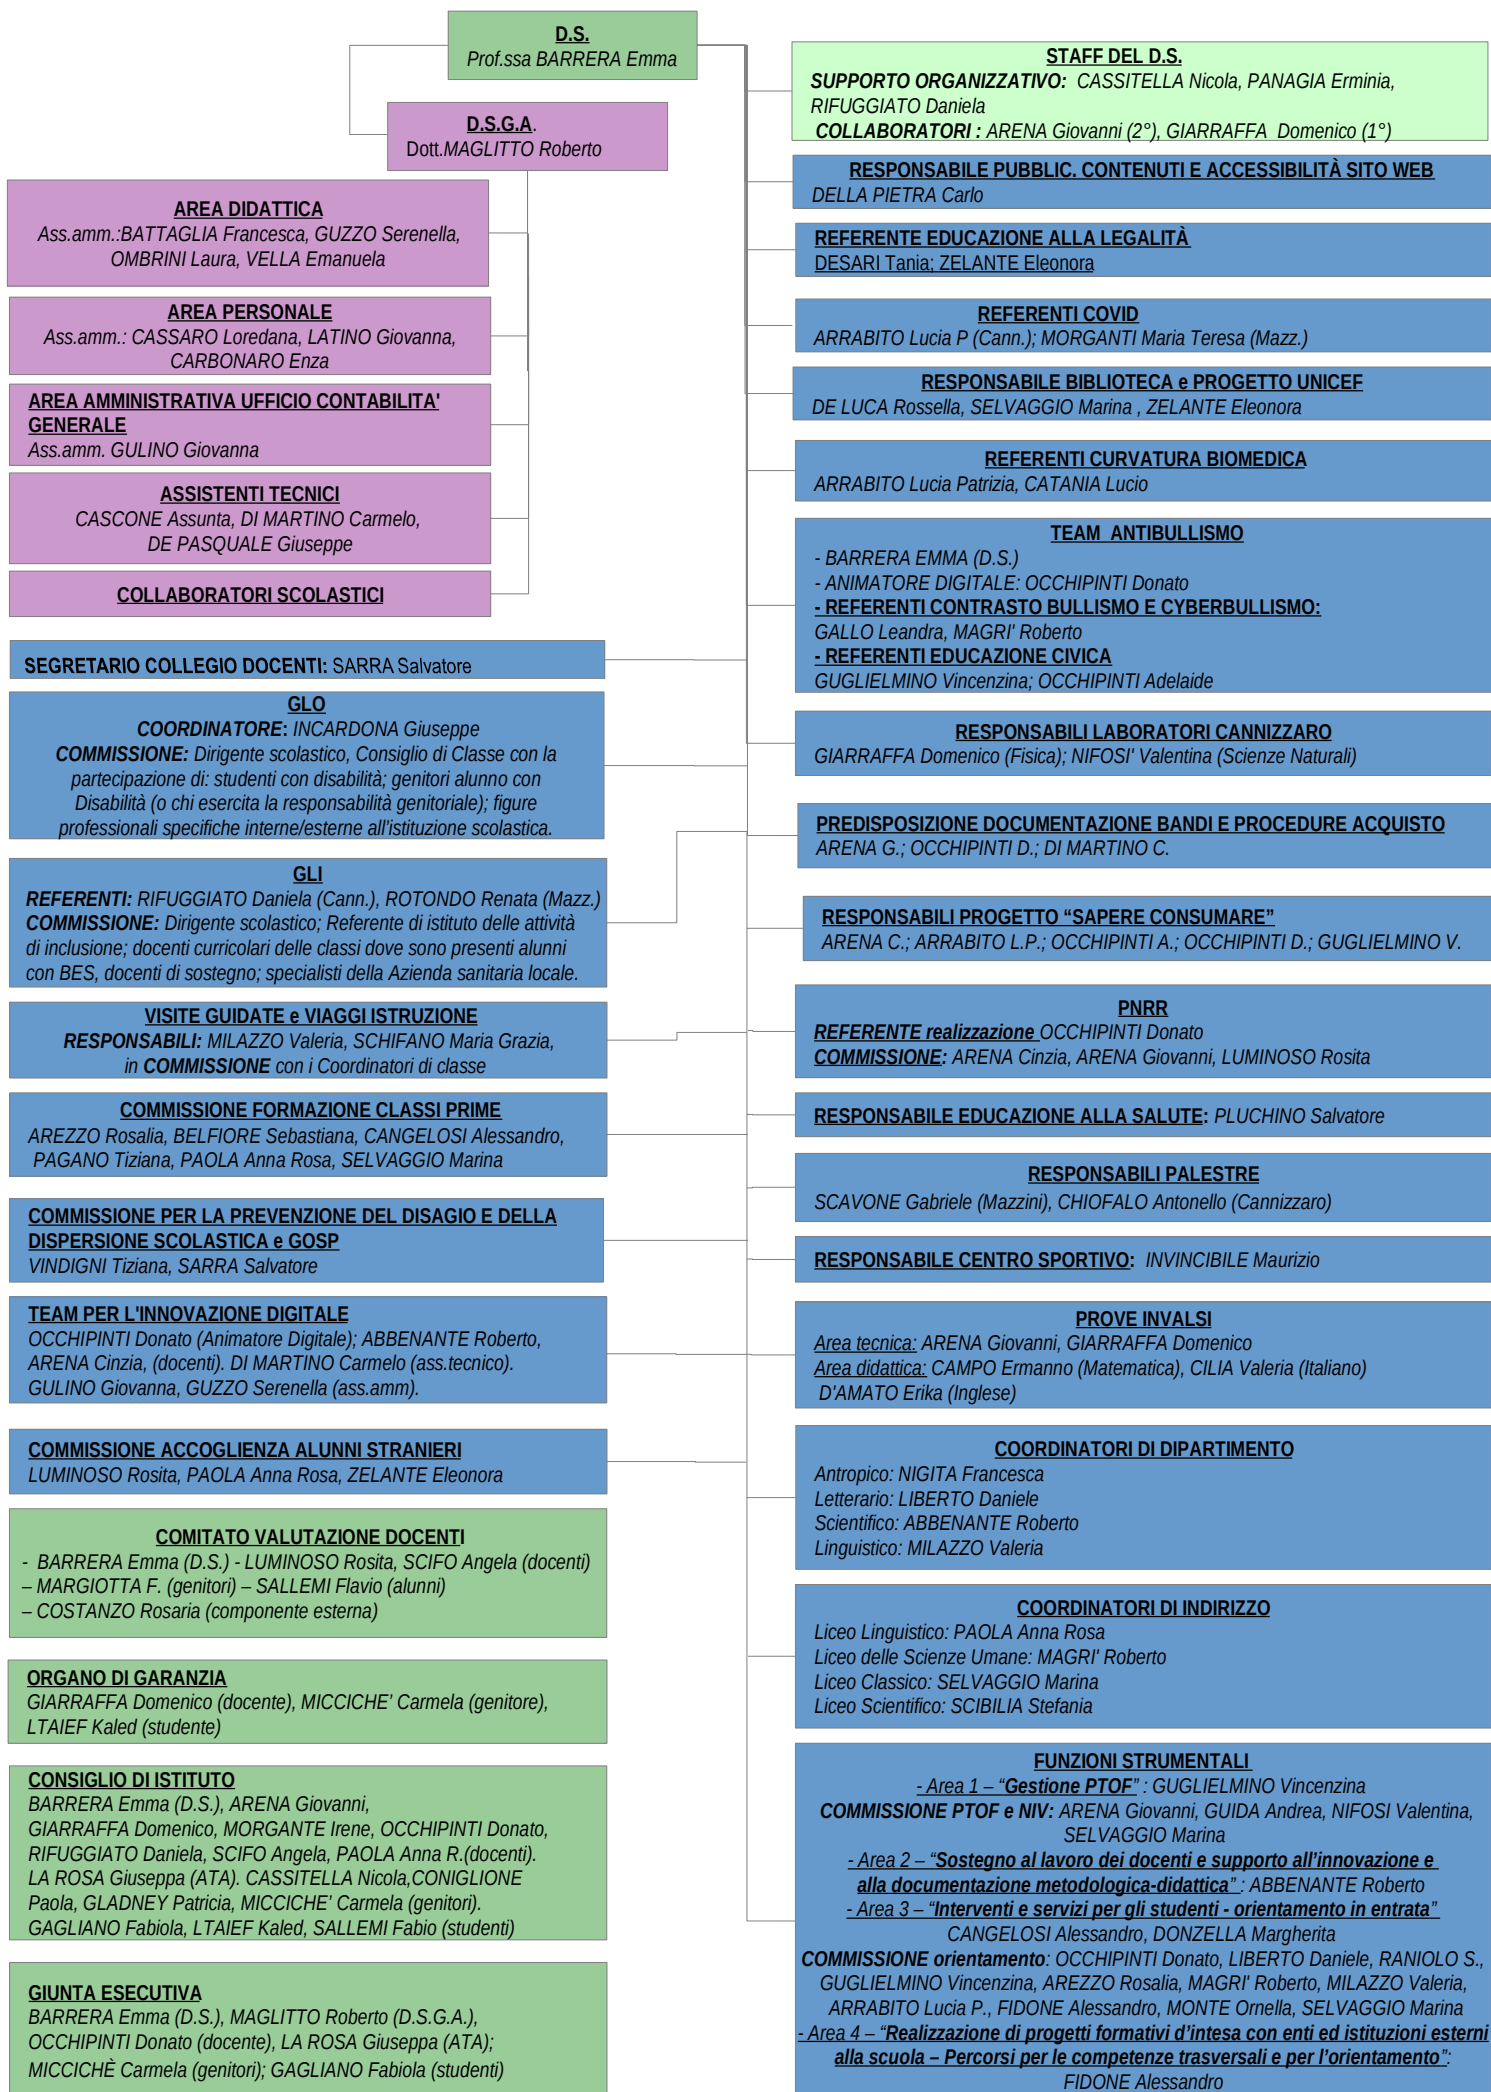 D.S.
Prof.ssa BARRERA Emma
D.S.G.A.
Dott.MAGLITTO Roberto
AREA DIDATTICA
Ass.amm.:BATTAGLIA Francesca, GUZZO Serenella,
OMBRINI Laura, VELLA Emanuela
AREA PERSONALE
Ass.amm.: CASSARO Loredana, LATINO Giovanna,
CARBONARO Enza
AREA AMMINISTRATIVA UFFICIO CONTABILITA'
GENERALE
Ass.amm. GULINO Giovanna
ASSISTENTI TECNICI
CASCONE Assunta, DI MARTINO Carmelo,
DE PASQUALE Giuseppe
COLLABORATORI SCOLASTICI
SEGRETARIO COLLEGIO DOCENTI: SARRA Salvatore
GLO
COORDINATORE: INCARDONA Giuseppe
COMMISSIONE: Dirigente scolastico, Consiglio di Classe con la
partecipazione di: studenti con disabilità; genitori alunno con
Disabilità (o chi esercita la responsabilità genitoriale); figure
professionali specifiche interne/esterne all’istituzione scolastica.
GLI
REFERENTI: RIFUGGIATO Daniela (Cann.), ROTONDO Renata (Mazz.)
COMMISSIONE: Dirigente scolastico; Referente di istituto delle attività
di inclusione; docenti curricolari delle classi dove sono presenti alunni
con BES, docenti di sostegno; specialisti della Azienda sanitaria locale.
VISITE GUIDATE e VIAGGI ISTRUZIONE
RESPONSABILI: MILAZZO Valeria, SCHIFANO Maria Grazia,
in COMMISSIONE con i Coordinatori di classe
COMMISSIONE FORMAZIONE CLASSI PRIME
AREZZO Rosalia, BELFIORE Sebastiana, CANGELOSI Alessandro,
PAGANO Tiziana, PAOLA Anna Rosa, SELVAGGIO Marina
COMMISSIONE PER LA PREVENZIONE DEL DISAGIO E DELLA
DISPERSIONE SCOLASTICA e GOSP
VINDIGNI Tiziana, SARRA Salvatore
TEAM PER L'INNOVAZIONE DIGITALE
OCCHIPINTI Donato (Animatore Digitale); ABBENANTE Roberto,
ARENA Cinzia, (docenti). DI MARTINO Carmelo (ass.tecnico).
GULINO Giovanna, GUZZO Serenella (ass.amm).
COMMISSIONE ACCOGLIENZA ALUNNI STRANIERI
LUMINOSO Rosita, PAOLA Anna Rosa, ZELANTE Eleonora
COMITATO VALUTAZIONE DOCENTI
- BARRERA Emma (D.S.) - LUMINOSO Rosita, SCIFO Angela (docenti)
– MARGIOTTA F. (genitori) – SALLEMI Flavio (alunni)
– COSTANZO Rosaria (componente esterna)
ORGANO DI GARANZIA
GIARRAFFA Domenico (docente), MICCICHE’ Carmela (genitore),
LTAIEF Kaled (studente)
CONSIGLIO DI ISTITUTO
BARRERA Emma (D.S.), ARENA Giovanni,
GIARRAFFA Domenico, MORGANTE Irene, OCCHIPINTI Donato,
RIFUGGIATO Daniela, SCIFO Angela, PAOLA Anna R.(docenti).
LA ROSA Giuseppa (ATA). CASSITELLA Nicola,CONIGLIONE
Paola, GLADNEY Patricia, MICCICHE’ Carmela (genitori).
GAGLIANO Fabiola, LTAIEF Kaled, SALLEMI Fabio (studenti)
GIUNTA ESECUTIVA
BARRERA Emma (D.S.), MAGLITTO Roberto (D.S.G.A.),
OCCHIPINTI Donato (docente), LA ROSA Giuseppa (ATA);
MICCICHÈ Carmela (genitori); GAGLIANO Fabiola (studenti)
STAFF DEL D.S.
SUPPORTO ORGANIZZATIVO: CASSITELLA Nicola, PANAGIA Erminia,
RIFUGGIATO Daniela
COLLABORATORI : ARENA Giovanni (2°), GIARRAFFA Domenico (1°)
RESPONSABILE PUBBLIC. CONTENUTI E ACCESSIBILITÀ SITO WEB
DELLA PIETRA Carlo
REFERENTE EDUCAZIONE ALLA LEGALITÀ
DESARI Tania; ZELANTE Eleonora
REFERENTI COVID
ARRABITO Lucia P (Cann.); MORGANTI Maria Teresa (Mazz.)
RESPONSABILE BIBLIOTECA e PROGETTO UNICEF
DE LUCA Rossella, SELVAGGIO Marina , ZELANTE Eleonora
REFERENTI CURVATURA BIOMEDICA
ARRABITO Lucia Patrizia, CATANIA Lucio
TEAM ANTIBULLISMO
- BARRERA EMMA (D.S.)
- ANIMATORE DIGITALE: OCCHIPINTI Donato
- REFERENTI CONTRASTO BULLISMO E CYBERBULLISMO:
GALLO Leandra, MAGRI' Roberto
- REFERENTI EDUCAZIONE CIVICA
GUGLIELMINO Vincenzina; OCCHIPINTI Adelaide
RESPONSABILI LABORATORI CANNIZZARO
GIARRAFFA Domenico (Fisica); NIFOSI' Valentina (Scienze Naturali)
PREDISPOSIZIONE DOCUMENTAZIONE BANDI E PROCEDURE ACQUISTO
ARENA G.; OCCHIPINTI D.; DI MARTINO C.
RESPONSABILI PROGETTO “SAPERE CONSUMARE”
ARENA C.; ARRABITO L.P.; OCCHIPINTI A.; OCCHIPINTI D.; GUGLIELMINO V.
PNRR
REFERENTE realizzazione OCCHIPINTI Donato
COMMISSIONE: ARENA Cinzia, ARENA Giovanni, LUMINOSO Rosita
RESPONSABILE EDUCAZIONE ALLA SALUTE: PLUCHINO Salvatore
RESPONSABILI PALESTRE
SCAVONE Gabriele (Mazzini), CHIOFALO Antonello (Cannizzaro)
RESPONSABILE CENTRO SPORTIVO: INVINCIBILE Maurizio
PROVE INVALSI
Area tecnica: ARENA Giovanni, GIARRAFFA Domenico
Area didattica: CAMPO Ermanno (Matematica), CILIA Valeria (Italiano)
D'AMATO Erika (Inglese)
COORDINATORI DI DIPARTIMENTO
Antropico: NIGITA Francesca
Letterario: LIBERTO Daniele
Scientifico: ABBENANTE Roberto
Linguistico: MILAZZO Valeria
COORDINATORI DI INDIRIZZO
Liceo Linguistico: PAOLA Anna Rosa
Liceo delle Scienze Umane: MAGRI' Roberto
Liceo Classico: SELVAGGIO Marina
Liceo Scientifico: SCIBILIA Stefania
FUNZIONI STRUMENTALI
- Area 1 – “Gestione PTOF” : GUGLIELMINO Vincenzina
COMMISSIONE PTOF e NIV: ARENA Giovanni, GUIDA Andrea, NIFOSI Valentina,
SELVAGGIO Marina
- Area 2 – “Sostegno al lavoro dei docenti e supporto all’innovazione e
alla documentazione metodologica-didattica” : ABBENANTE Roberto
- Area 3 – “Interventi e servizi per gli studenti - orientamento in entrata”
CANGELOSI Alessandro, DONZELLA Margherita
COMMISSIONE orientamento: OCCHIPINTI Donato, LIBERTO Daniele, RANIOLO S.,
GUGLIELMINO Vincenzina, AREZZO Rosalia, MAGRI' Roberto, MILAZZO Valeria,
ARRABITO Lucia P., FIDONE Alessandro, MONTE Ornella, SELVAGGIO Marina
- Area 4 – “Realizzazione di progetti formativi d’intesa con enti ed istituzioni esterni
alla scuola – Percorsi per le competenze trasversali e per l’orientamento”:
FIDONE Alessandro